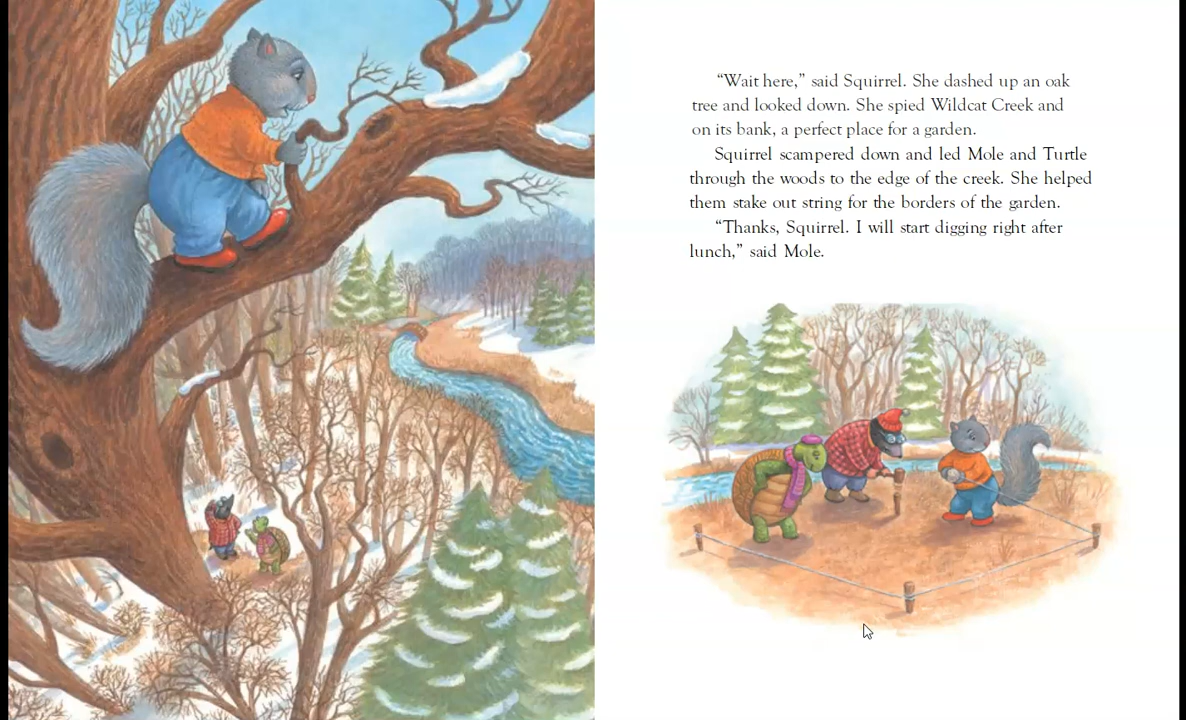 “Wait here,” said Squirrel. She dashed up an oak
tree and looked down. She spied Wildcat Creek and
on its bank, a perfect place for a garden.
Squirrel scampered down and led Mole and Turtle
through the woods to the edge of the creek. She helped
them stake out string for the borders of the garden.
“Thanks, Squirrel. I will start digging right after
lunch,” said Mole.